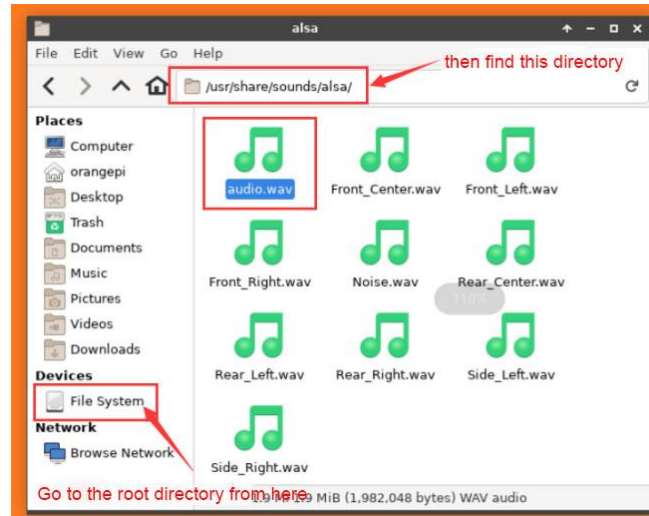 alsa
File Edit View Go Help
then find this directory
/usr/share/sounds/alsa/
Places
Computer
orangepi
Desktop
Trash
Documents
Music
Pictures
Videos
Downloads
Devices
File System
Network
Browse Network
audio.wav Front_Center.wav Front_Left.wav
Front_Right.wav Noise.wav Rear_Center.wav
110%
Rear_Left.wav Rear_Right.wav Side_Left.wav
Side_Right.wav
Go to the root directory from here
MiB (1,982,048 bytes) WAV audio